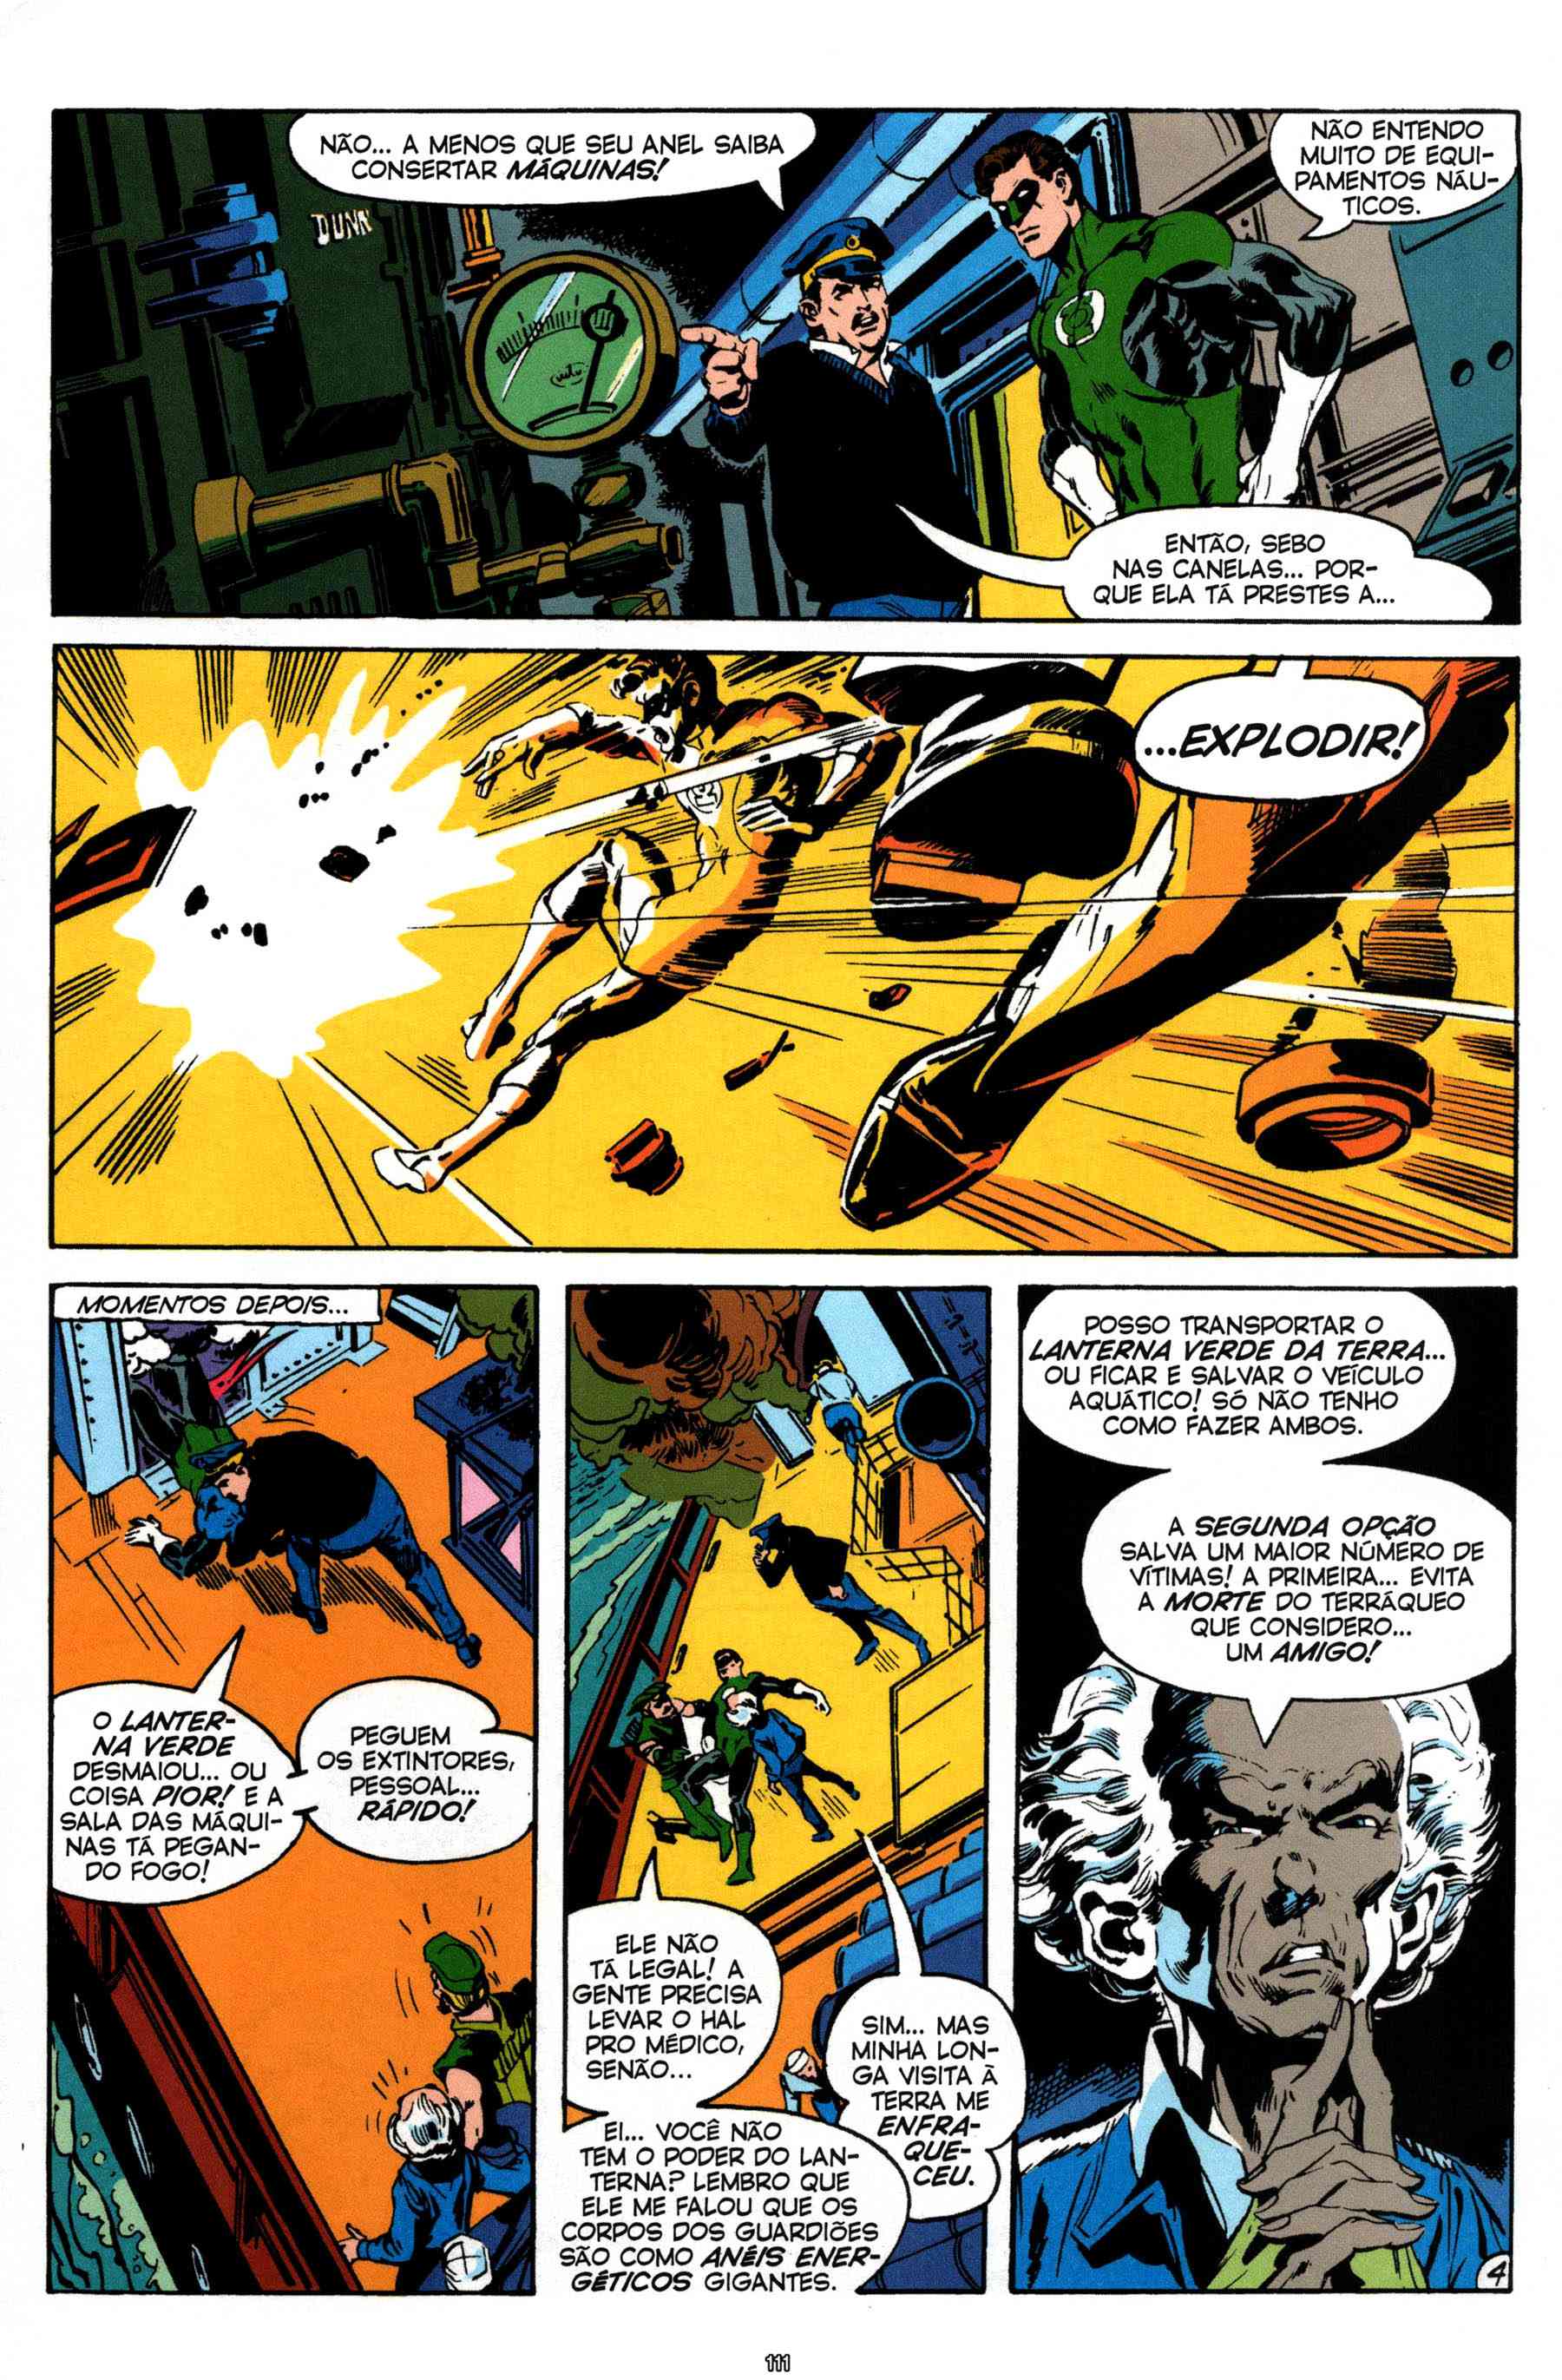 NÃO... A MENOS QUE SEU ANEL SAIBA
CONSERTAR MÁQUINAS!
NÃO ENTENDO
MUITO DE EQUI-
PAMENTOS NÁU-
TICOS.
ENTÃO, SEBO
NAS CANELAS... POR-
QUE ELA TÁ PRESTES A...
...EXPLODIR!
MOMENTOS DEPOIS...
O LANTER-
NA VERDE
DESMAIOU... OU
COISA PIOR! E A
SALA DAS MÁQUI-
NAS TÁ PEGAN-
DO FOGO!
PEGUEM
OS EXTINTORES,
PESSOAL...
RÁPIDO!
ELE NÃO
TÁ LEGAL! A
GENTE PRECISA
LEVAR O HAL
PRO MÉDICO,
SENÃO...
EI... VOCÊ NÃO
TEM O PODER DO LAN-
TERNA? LEMBRO QUE
ELE ME FALOU QUE OS
CORPOS DOS GUARDIÕES
SÃO COMO ANÉIS ENER-
GÉTICOS GIGANTES.
SIM... MAS
MINHA LON-
GA VISITA À
TERRA ME
ENFRA-
QUE-
CEU.
POSSO TRANSPORTAR O
LANTERNA VERDE DA TERRA...
OU FICAR E SALVAR O VEÍCULO
AQUÁTICO! SÓ NÃO TENHO
COMO FAZER AMBOS.
A SEGUNDA OPÇÃO
SALVA UM MAIOR NÚMERO DE
VÍTIMAS! A PRIMEIRA... EVITA
A MORTE DO TERRÁQUEO
QUE CONSIDERO...
UM AMIGO!
4
111